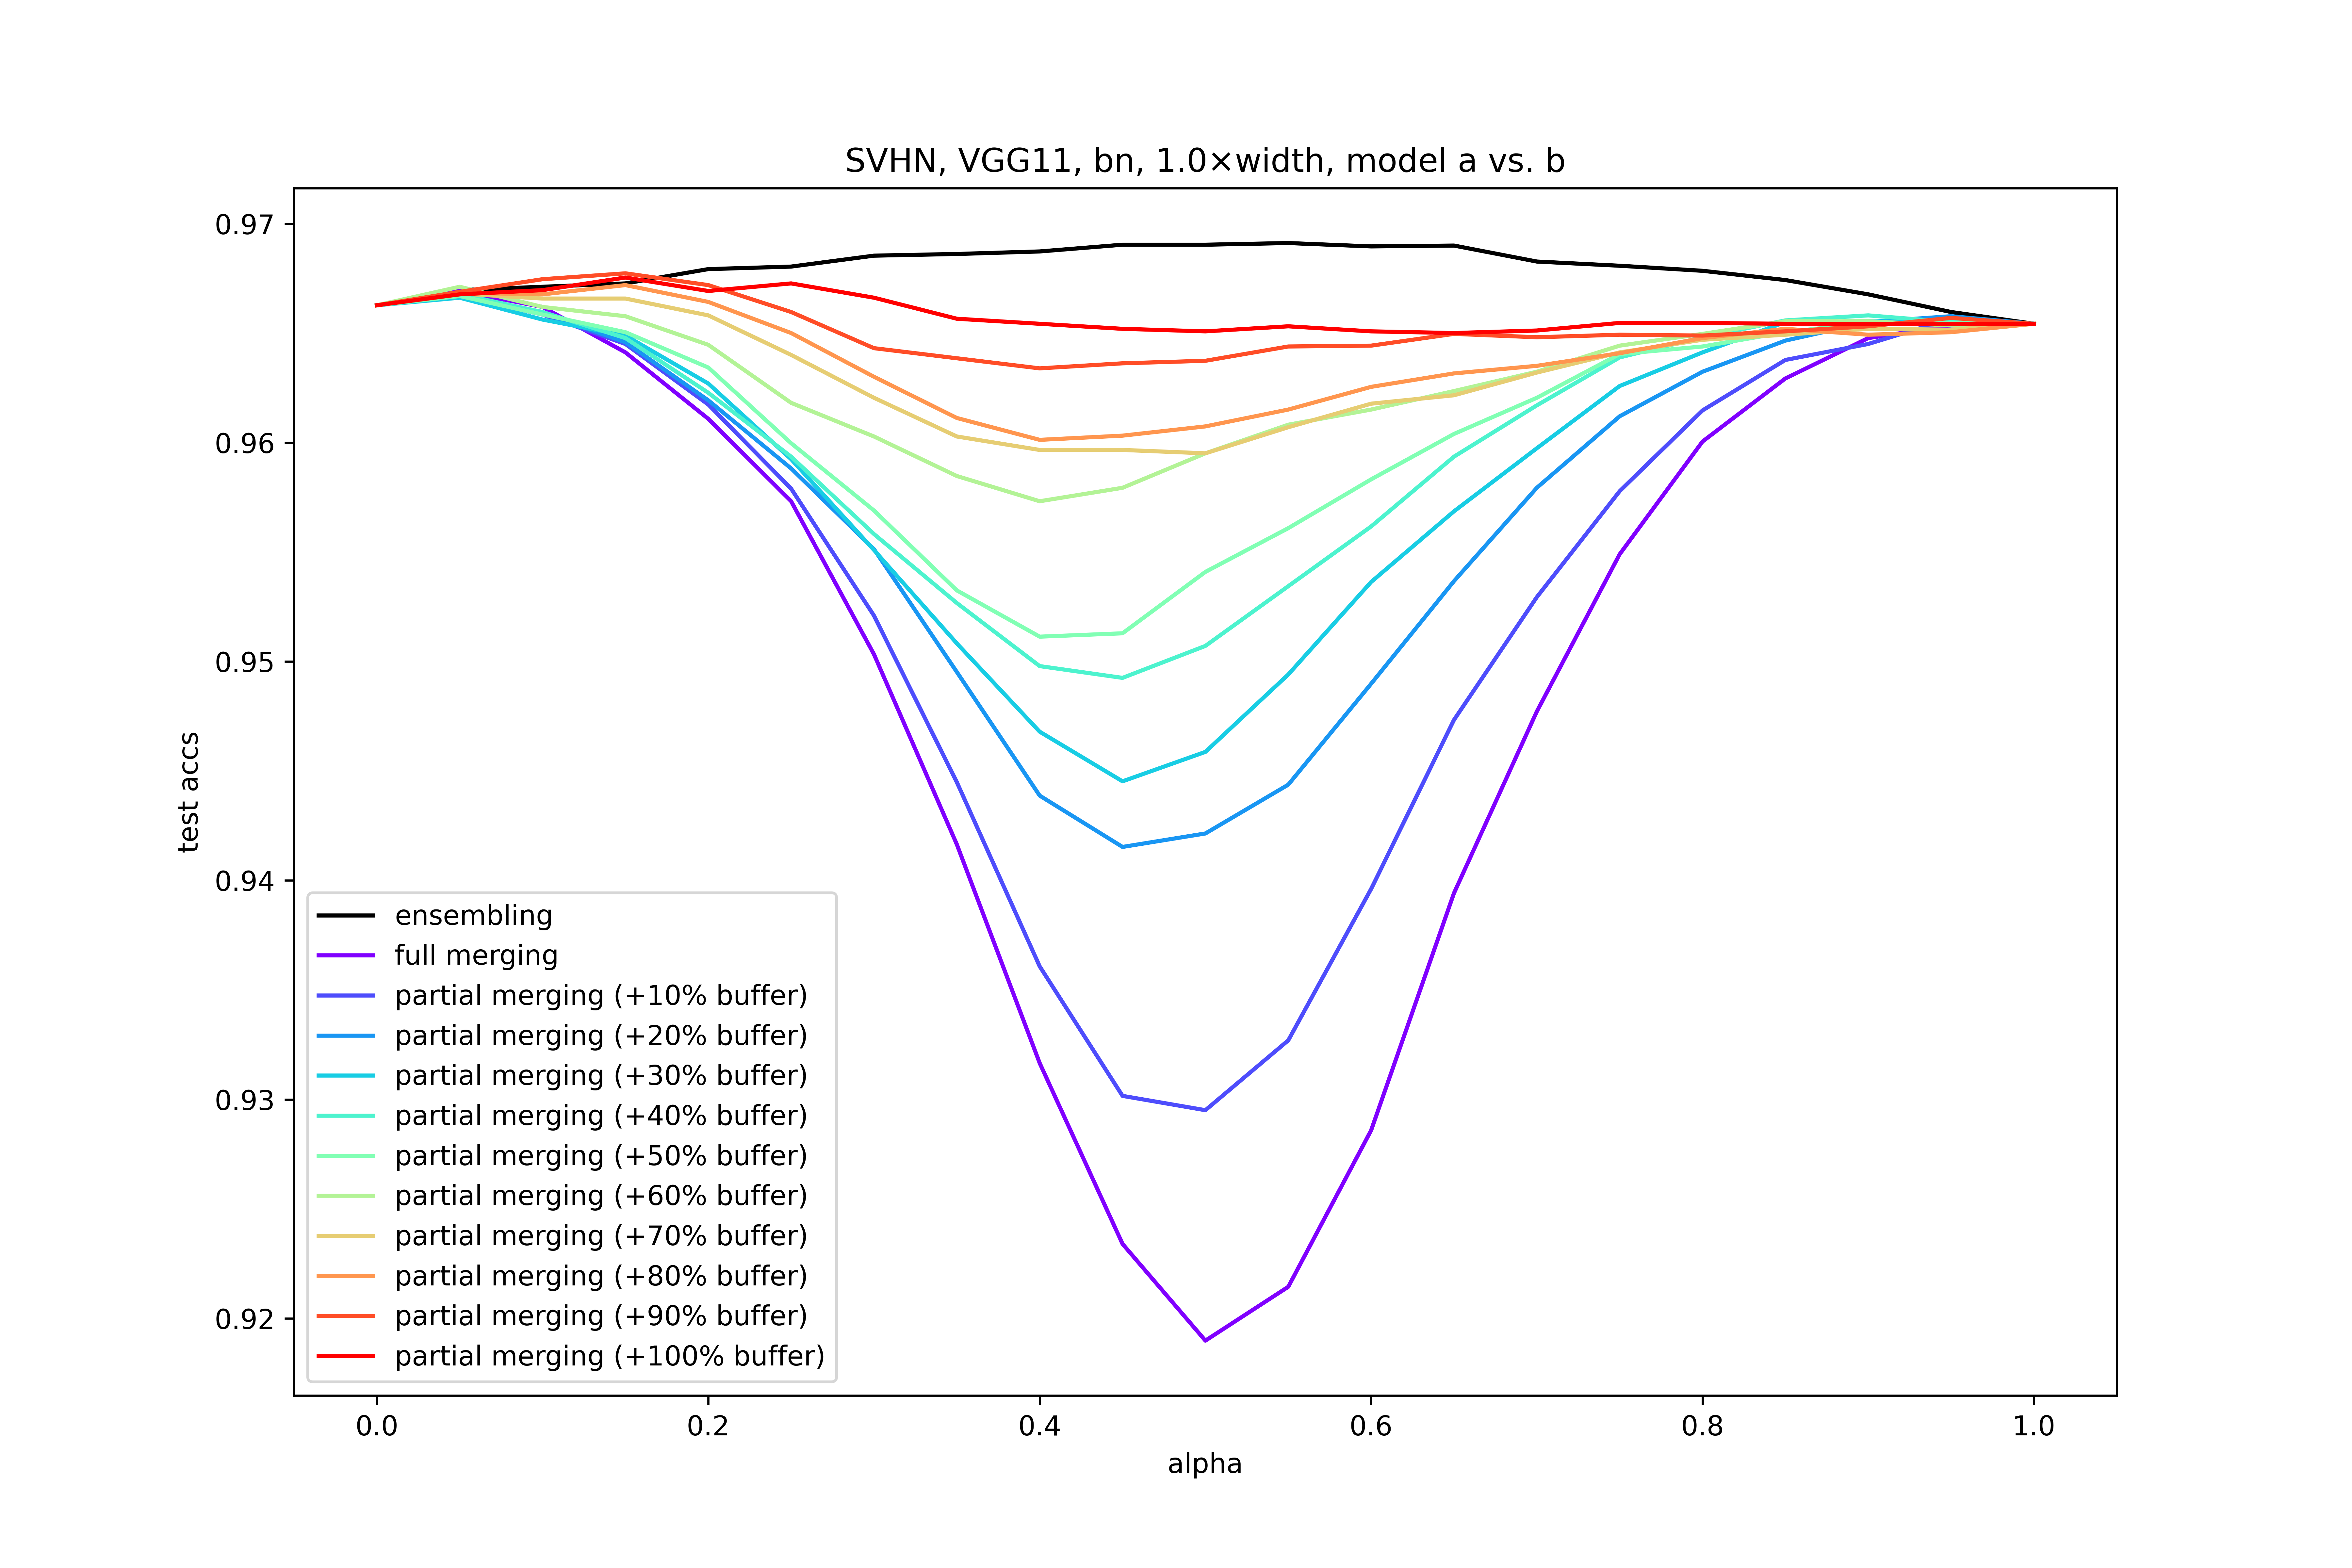 SVHN, VGG11, bn, 1.0×width, model a vs. b
0.97
0.96
0.95
0.94
0.93
0.92
test accs
ensembling
full merging
partial merging (+10% buffer)
partial merging (+20% buffer)
partial merging (+30% buffer)
partial merging (+40% buffer)
partial merging (+50% buffer)
partial merging (+60% buffer)
partial merging (+70% buffer)
partial merging (+80% buffer)
partial merging (+90% buffer)
partial merging (+100% buffer)
0.0 0.2 0.4 0.6 0.8 1.0
alpha